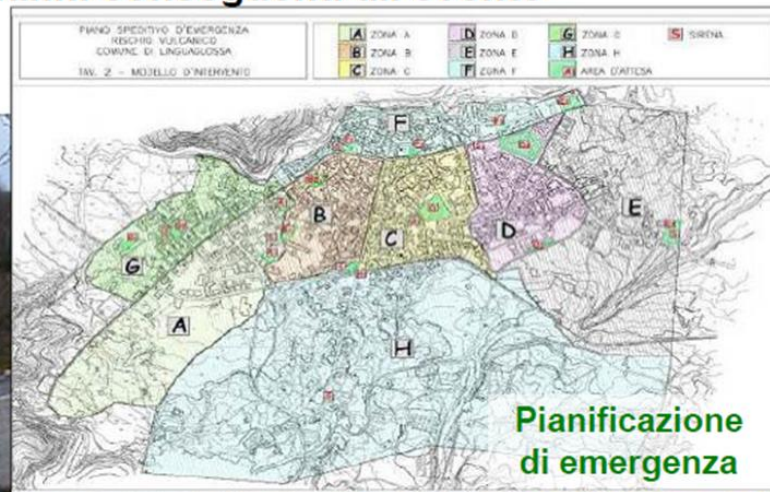 PIANO SPEDITIVO D'EMERGENZA
RISCHIO VULCANICO
COMUNE DI LINGUAGLOSSA
TAV. 2 - MODELLO D'INTERVENTO
A ZONA A
D ZONA D
G ZONA G
S SIRENA
B ZONA B
E ZONA E
H ZONA H
C ZONA C
F ZONA F
AREA D'ATTESA
F
B
E
C
D
G
A
H
Pianificazione
di emergenza